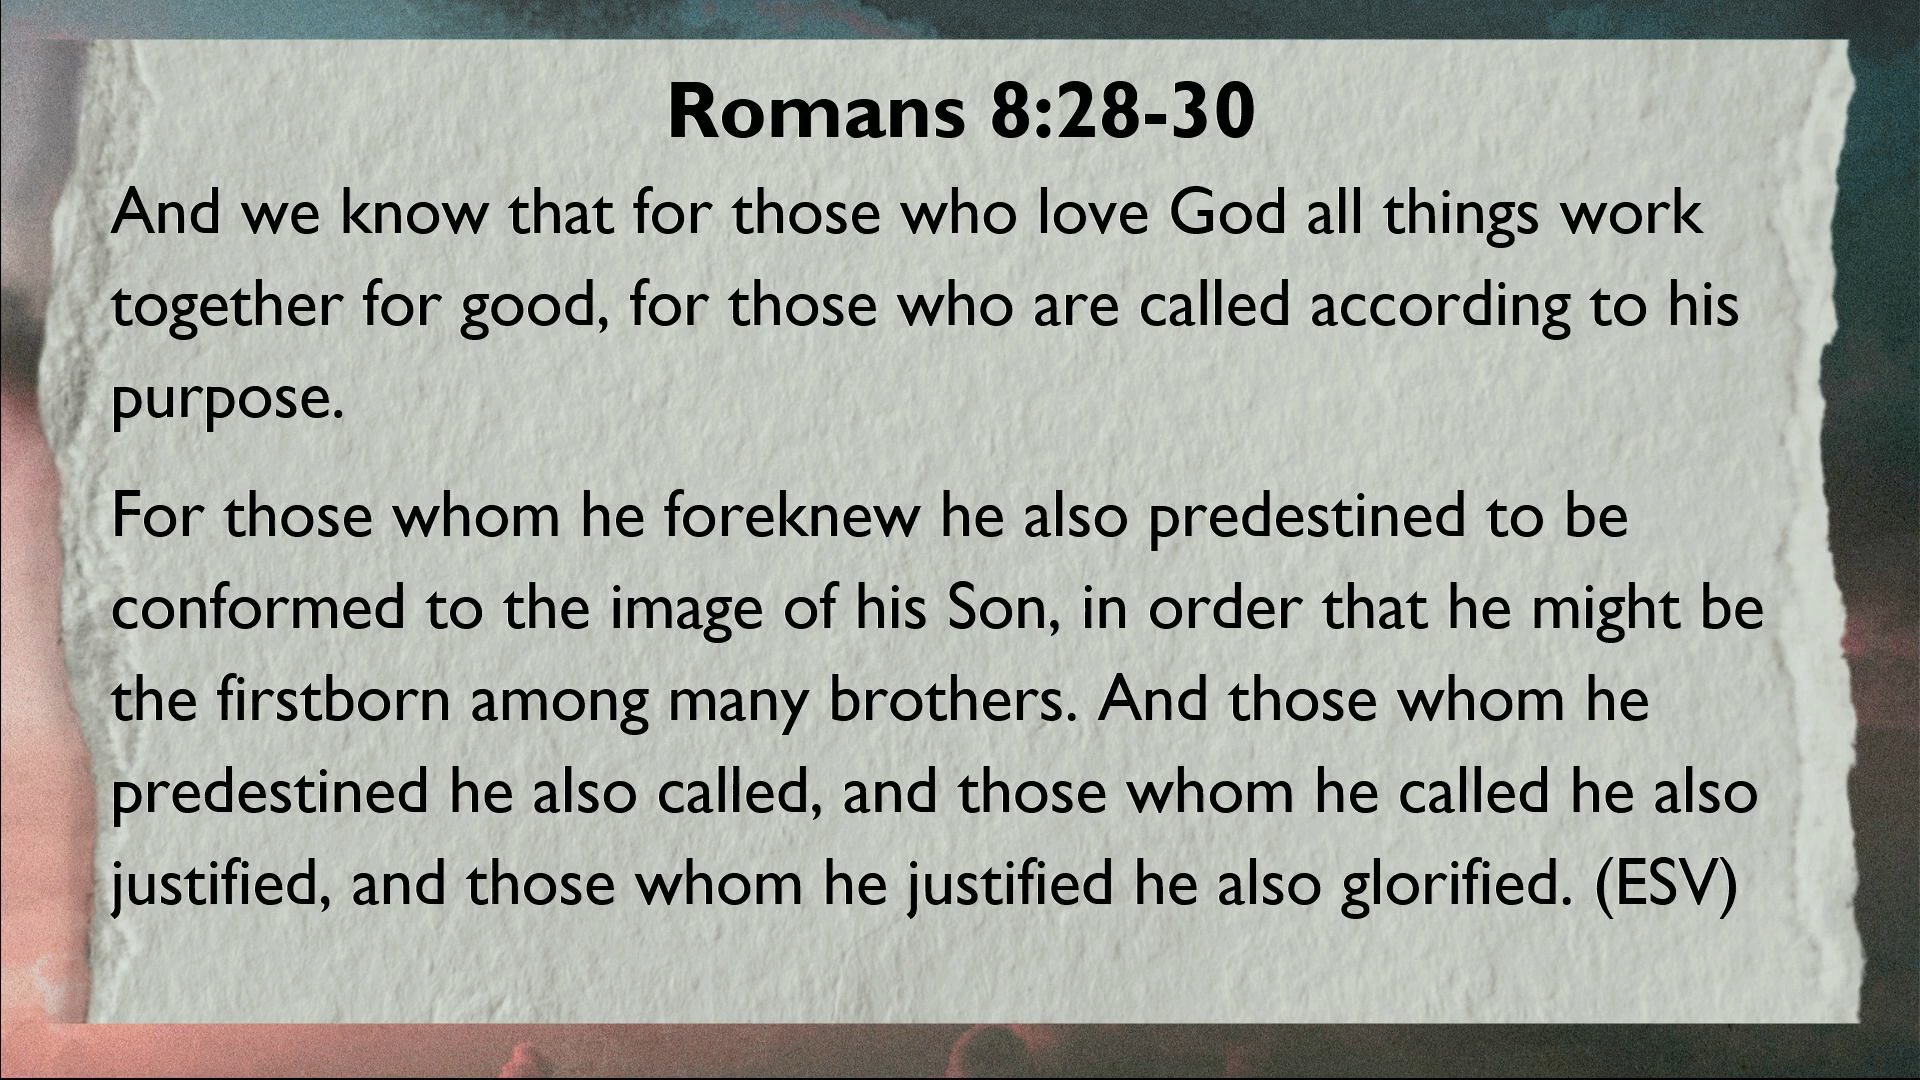 Romans 8:28-30
And we know that for those who love God all things work
together for good, for those who are called according to his
purpose.
For those whom he foreknew he also predestined to be
conformed to the image of his Son, in order that he might be
the firstborn among many brothers. And those whom he
predestined he also called, and those whom he called he also
justified, and those whom he justified he also glorified. (ESV)